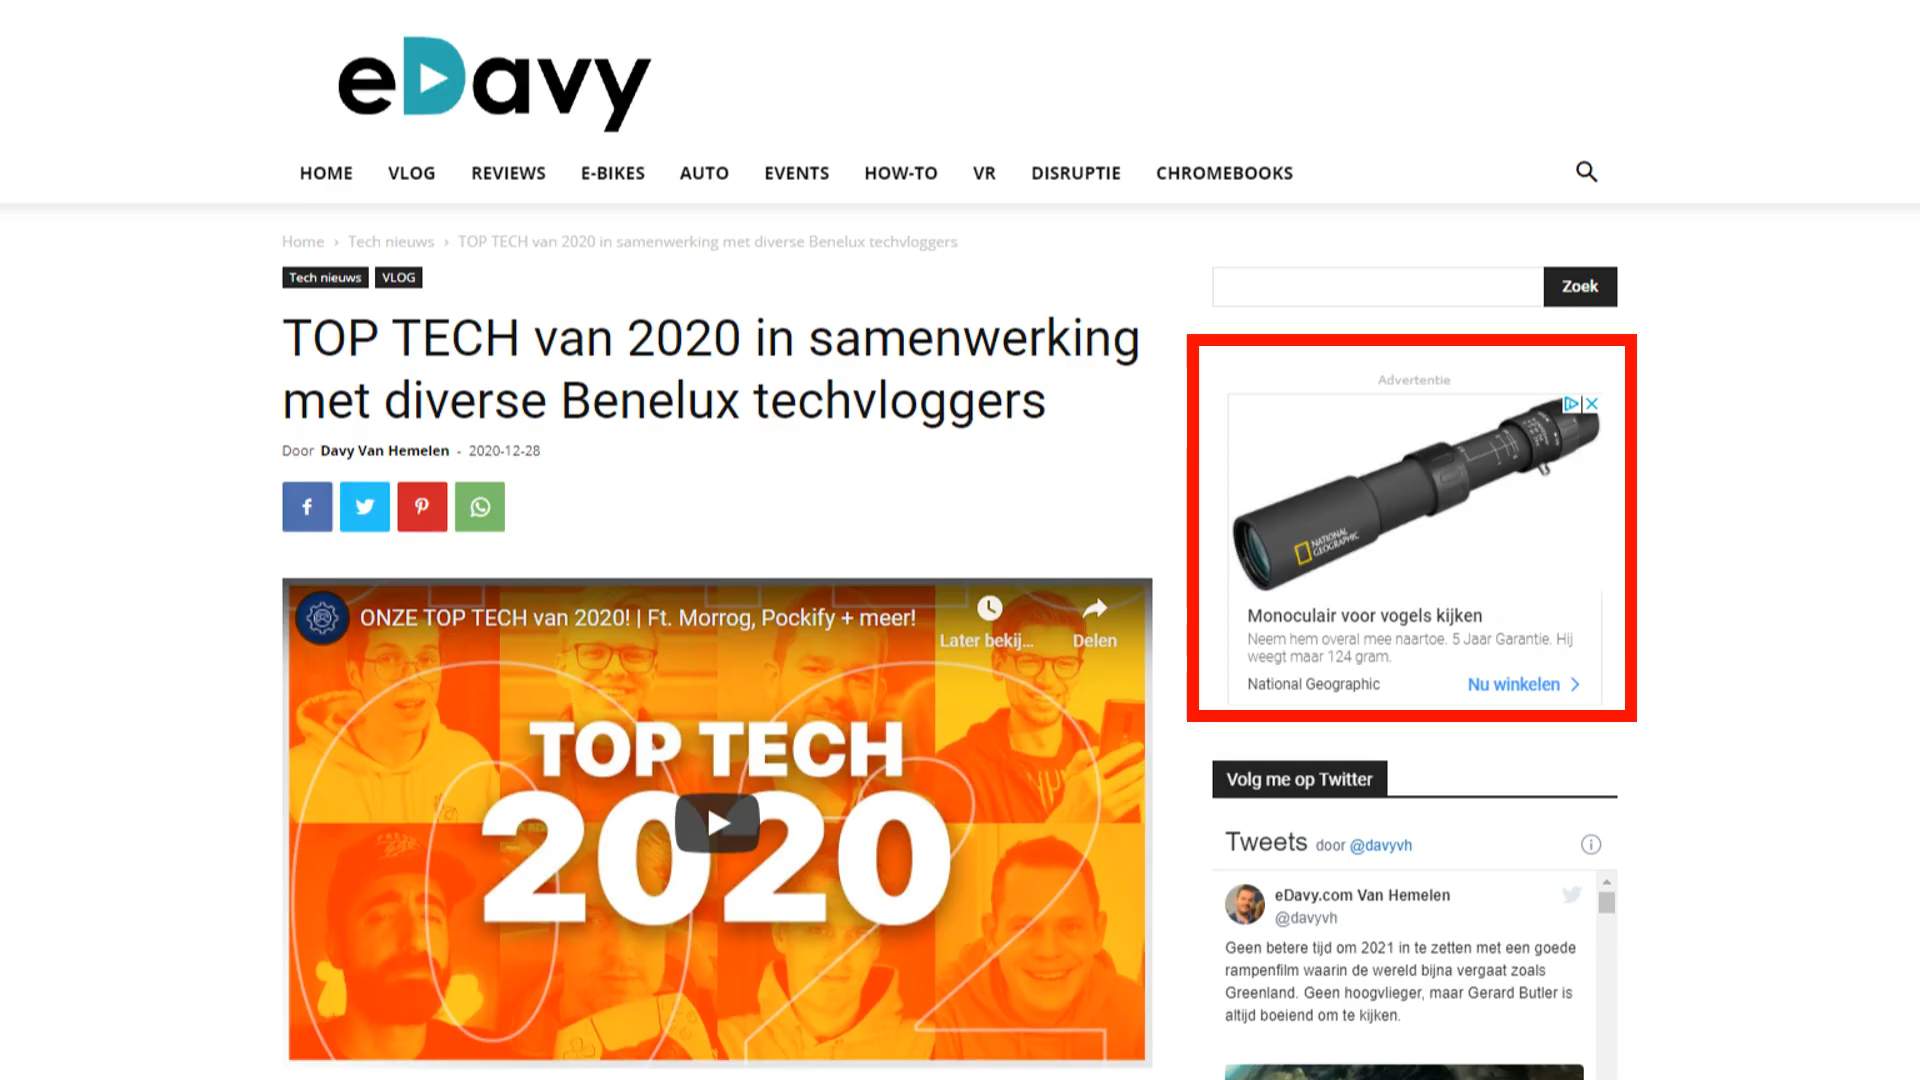 eDavy
HOME VLOG REVIEWS E-BIKES AUTO EVENTS HOW-TO VR DISRUPTIE CHROMEBOOKS
Home › Tech nieuws › TOP TECH van 2020 in samenwerking met diverse Benelux techvloggers
Tech nieuws VLOG
TOP TECH van 2020 in samenwerking
met diverse Benelux techvloggers
Door Davy Van Hemelen - 2020-12-28
ONZE TOP TECH van 2020! | Ft. Morrog, Pockify + meer!
Later bekij...
Delen
TOP TECH
2020
Zoek
Advertentie
NATIONAL
GEOGRAPHIC
Monoculair voor vogels kijken
Neem hem overal mee naartoe. 5 Jaar Garantie. Hij
weegt maar 124 gram.
National Geographic Nu winkelen
Volg me op Twitter
Tweets door @davyvh
eDavy.com Van Hemelen
@davyvh
Geen betere tijd om 2021 in te zetten met een goede
rampenfilm waarin de wereld bijna vergaat zoals
Greenland. Geen hoogvlieger, maar Gerard Butler is
altijd boeiend om te kijken.